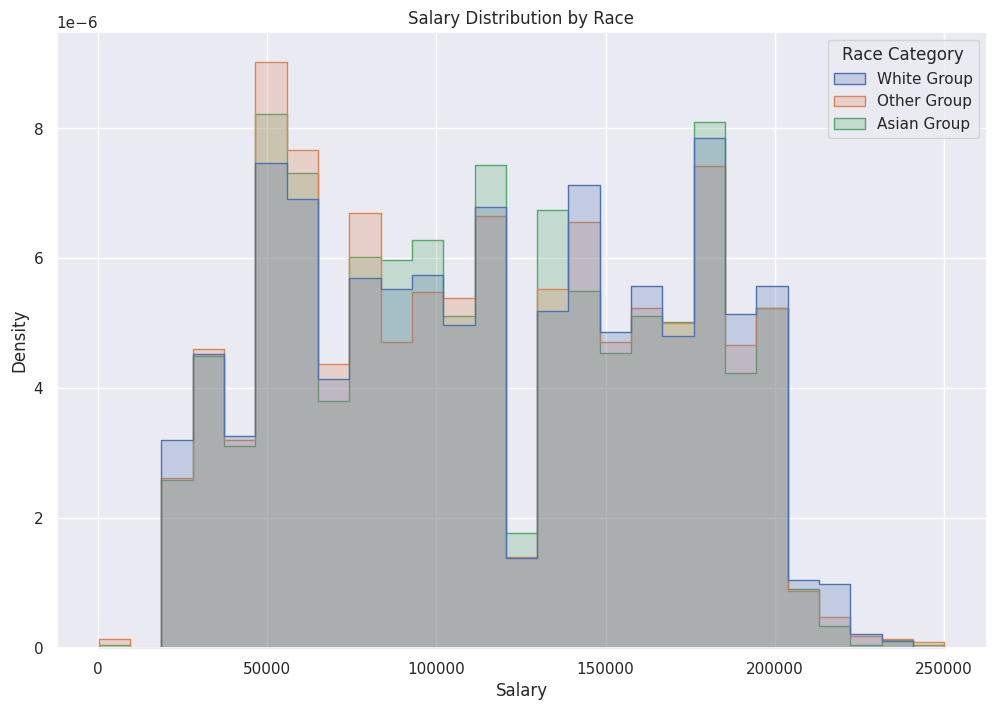 Salary Distribution by Race
1e−6
Race Category
White Group
Other Group
Asian Group
8
6
4
2
0
Density
0
50000
100000
150000
200000
250000
Salary